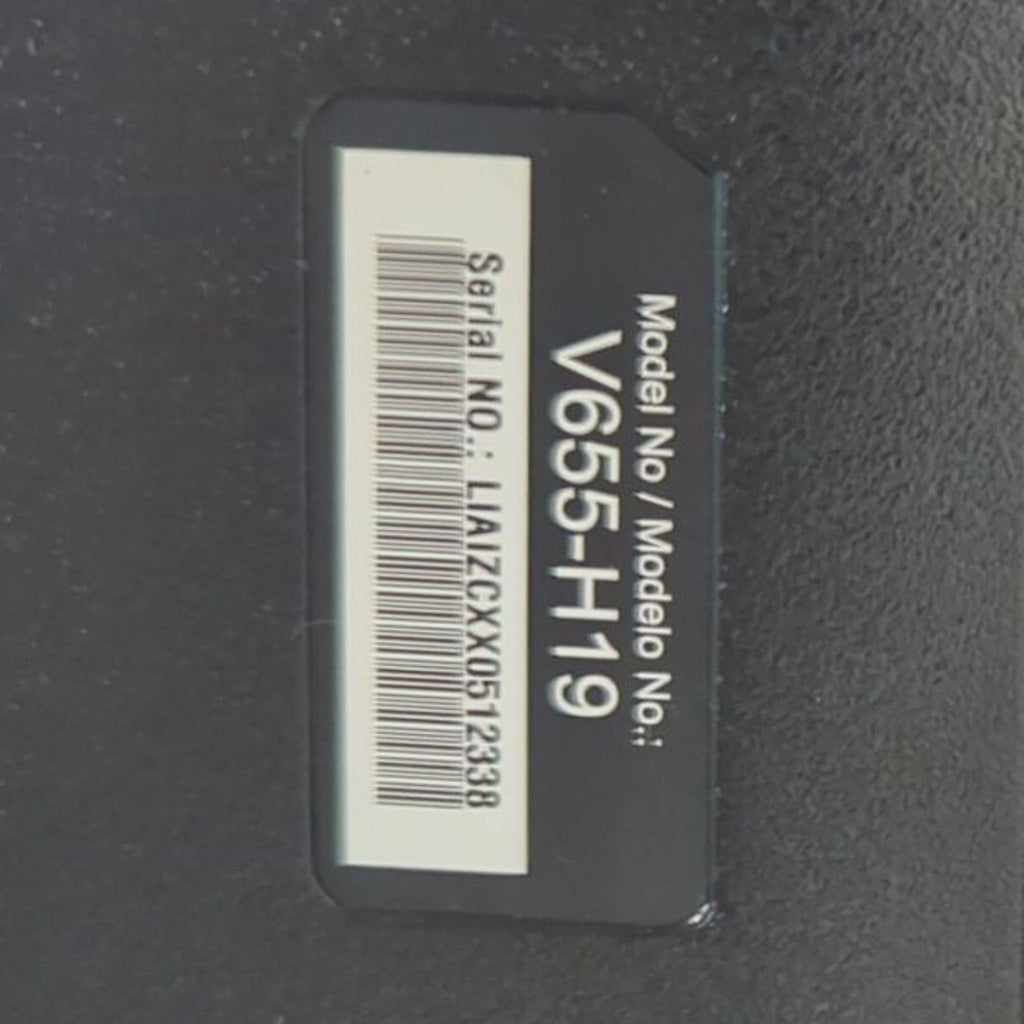 Model No / Modelo No.:
V655-H19
Serial NO.: LIAIZCXX0512338